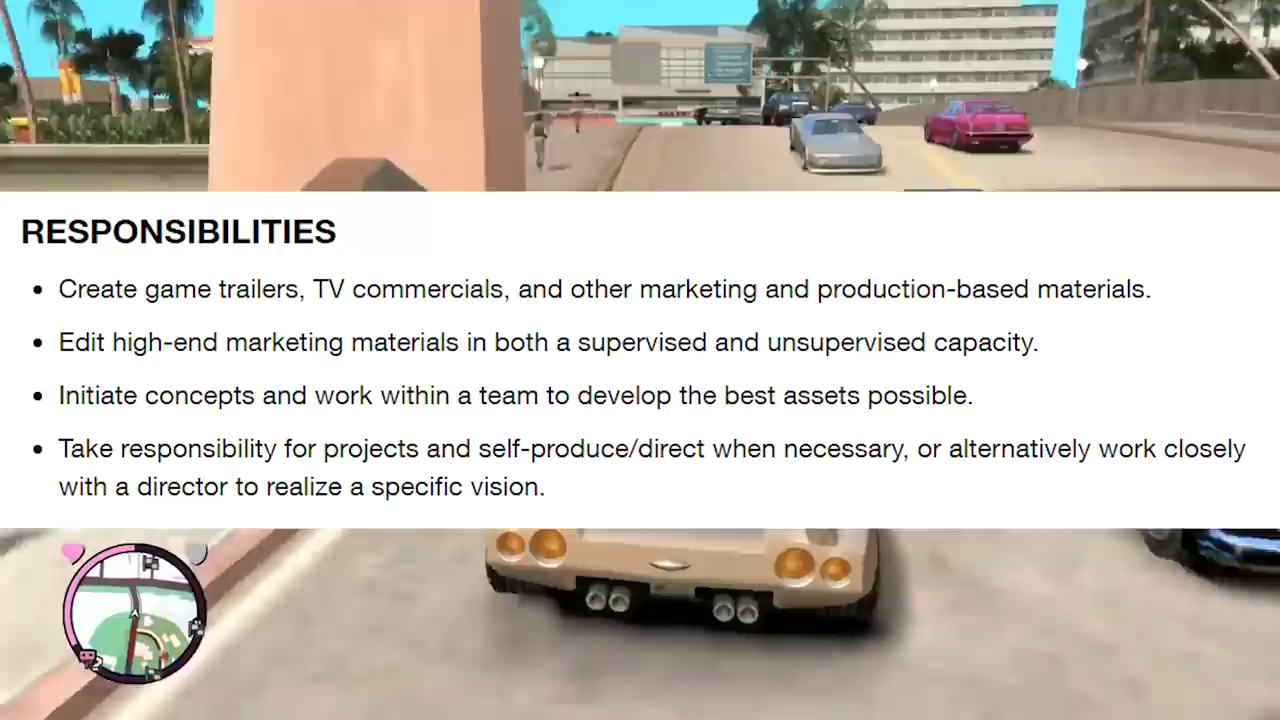 RESPONSIBILITIES
• Create game trailers, TV commercials, and other marketing and production-based materials.
• Edit high-end marketing materials in both a supervised and unsupervised capacity.
• Initiate concepts and work within a team to develop the best assets possible.
• Take responsibility for projects and self-produce/direct when necessary, or alternatively work closely
with a director to realize a specific vision.